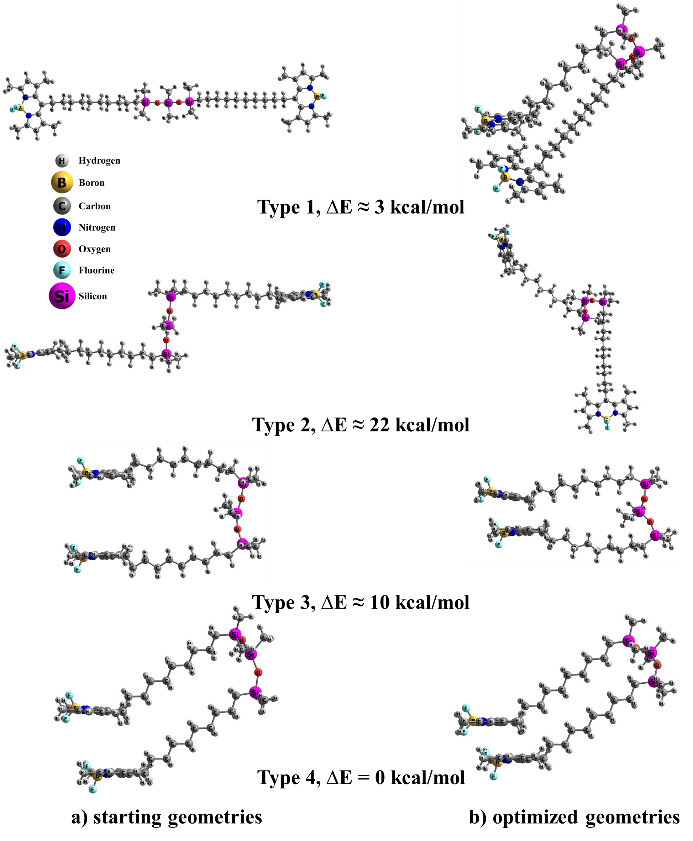 H Hydrogen
B Boron
C Carbon
N Nitrogen
O Oxygen
F Fluorine
Si Silicon
Type 1, ΔE ≈ 3 kcal/mol
Type 2, ΔE ≈ 22 kcal/mol
Type 3, ΔE ≈ 10 kcal/mol
Type 4, ΔE = 0 kcal/mol
a) starting geometries
b) optimized geometries